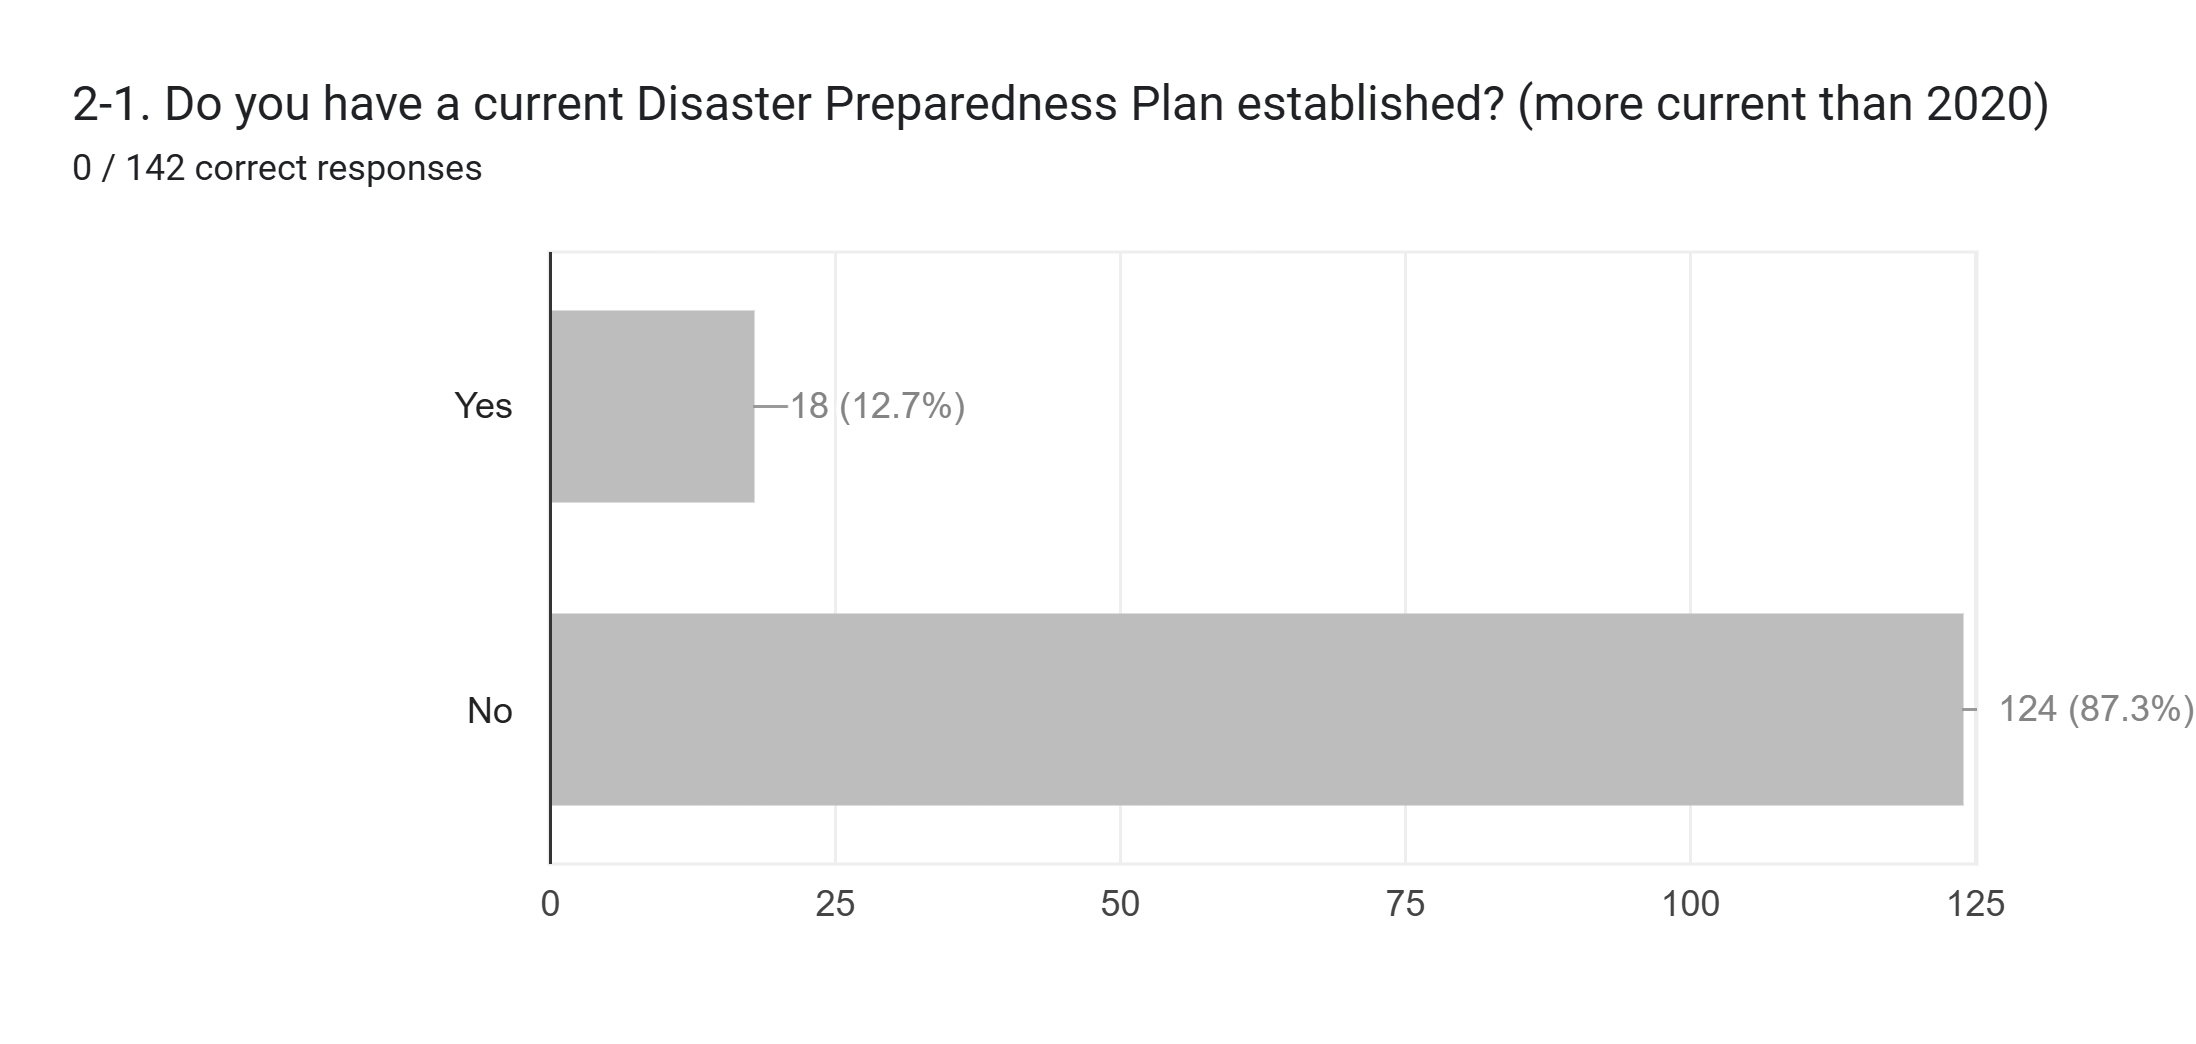 2-1. Do you have a current Disaster Preparedness Plan established? (more current than 2020)
0 / 142 correct responses
Yes
18 (12.7%)
No
124 (87.3%)
0 25 50 75 100 125